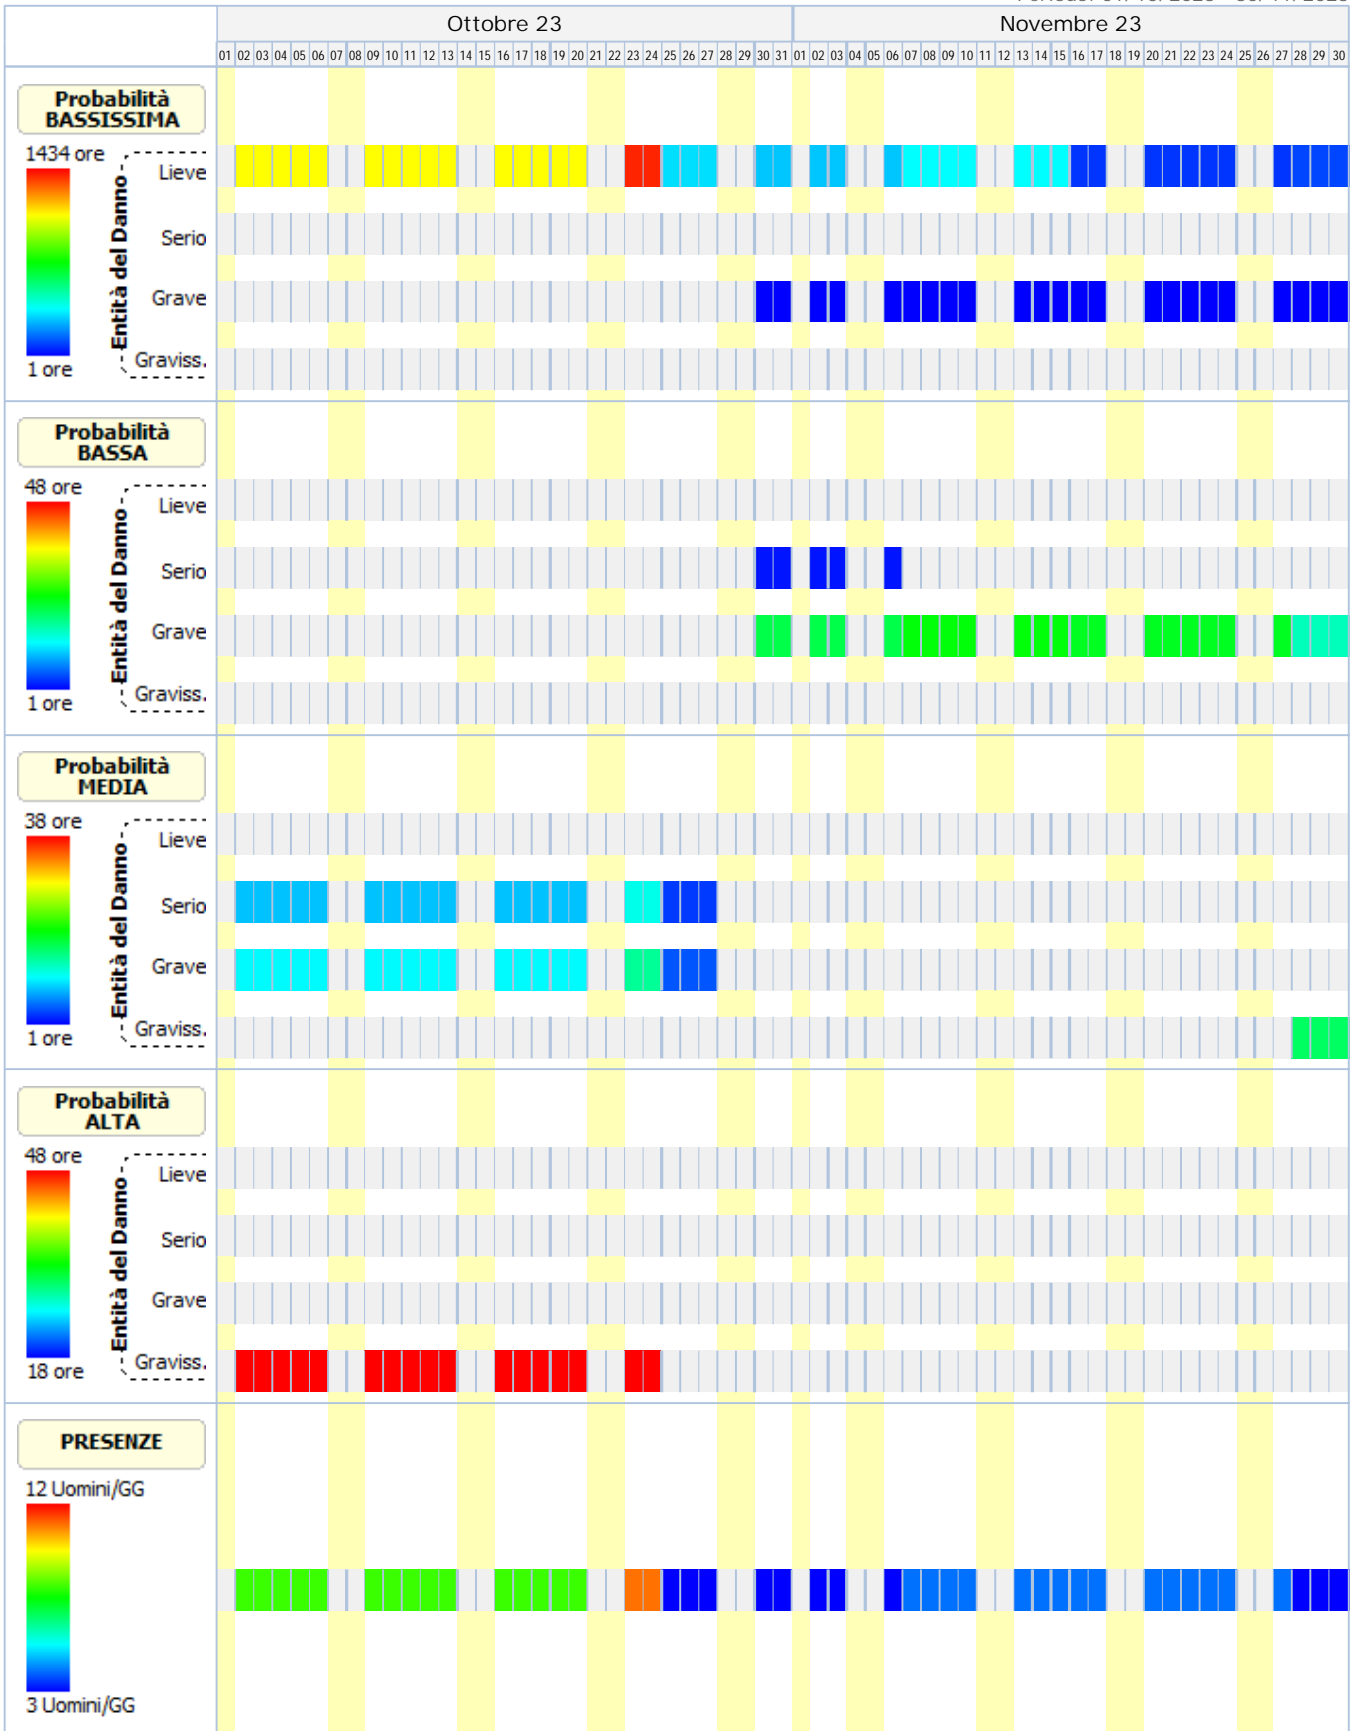 Ottobre 23 Novembre 23
01 02 03 04 05 06 07 08 09 10 11 12 13 14 15 16 17 18 19 20 21 22 23 24 25 26 27 28 29 30 31 01 02 03 04 05 06 07 08 09 10 11 12 13 14 15 16 17 18 19 20 21 22 23 24 25 26 27 28 29 30
Probabilità
BASSISSIMA
1434 ore
Entità del Danno
Lieve
Serio
Grave
Graviss.
1 ore
Probabilità
BASSA
48 ore
Entità del Danno
Lieve
Serio
Grave
Graviss.
1 ore
Probabilità
MEDIA
38 ore
Entità del Danno
Lieve
Serio
Grave
Graviss.
1 ore
Probabilità
ALTA
48 ore
Entità del Danno
Lieve
Serio
Grave
Graviss.
18 ore
PRESENZE
12 Uomini/GG
3 Uomini/GG